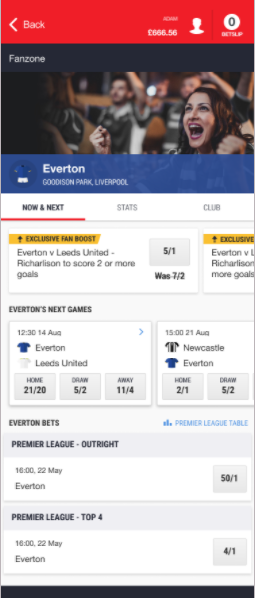 Back
ADAM
£666.56
0
BETSLIP
Fanzone
Everton
GOODISON PARK, LIVERPOOL
NOW & NEXT
STATS
CLUB
EXCLUSIVE FAN BOOST
Everton v Leeds United -
Richarlison to score 2 or more
goals
5/1
Was 7/2
EXCLUSIVE
Everton v L
Richarlison
more goals
EVERTON'S NEXT GAMES
12:30 14 Aug
Everton
Leeds United
HOME
21/20
DRAW
5/2
AWAY
11/4
15:00 21 Aug
Newcastle
Everton
HOME
2/1
DRAW
5/2
EVERTON BETS
PREMIER LEAGUE TABLE
PREMIER LEAGUE - OUTRIGHT
16:00, 22 May
Everton
50/1
PREMIER LEAGUE - TOP 4
16:00, 22 May
Everton
4/1